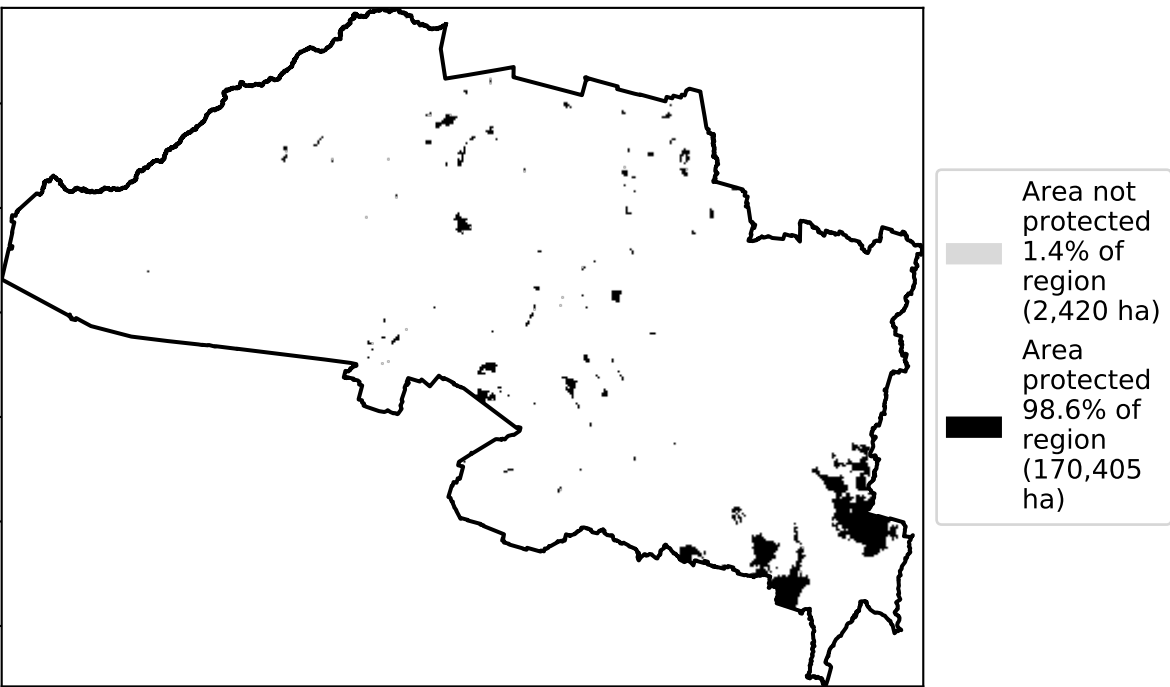 Area not
protected
1.4% of
region
(2,420 ha)
Area
protected
98.6% of
region
(170,405
ha)